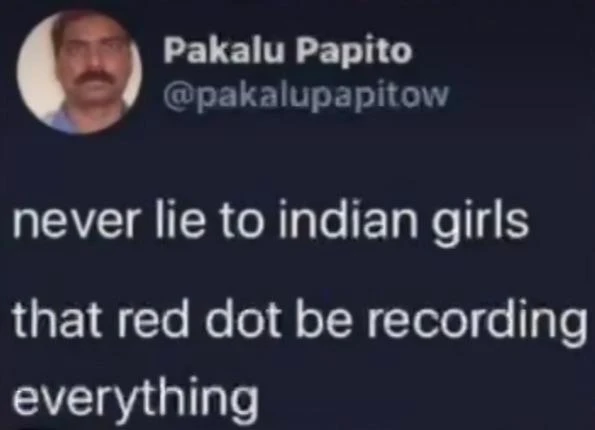 Pakalu Papito
@pakalupapitow
never lie to indian girls
that red dot be recording
everything